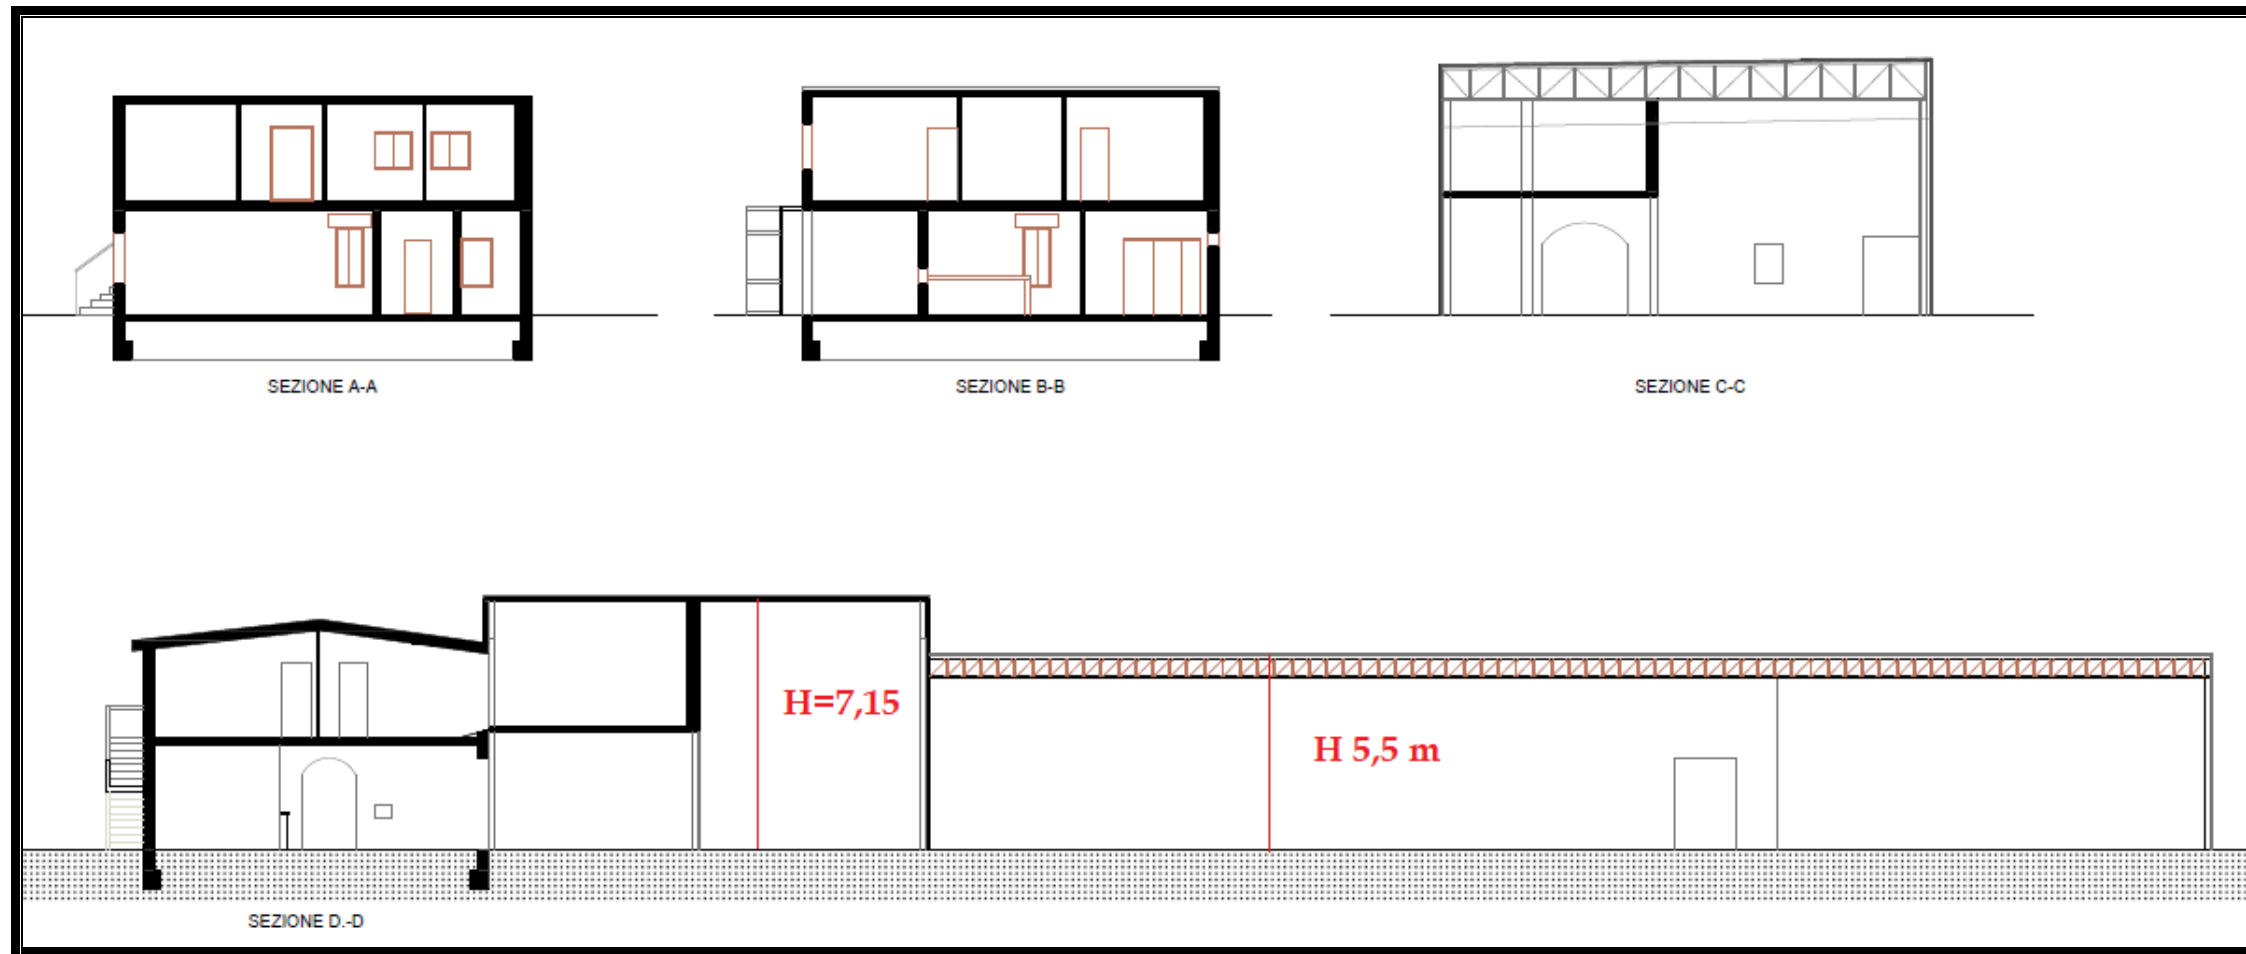 SEZIONE A-A
SEZIONE B-B
SEZIONE C-C
H=7,15
H 5,5 m
SEZIONE D.-D